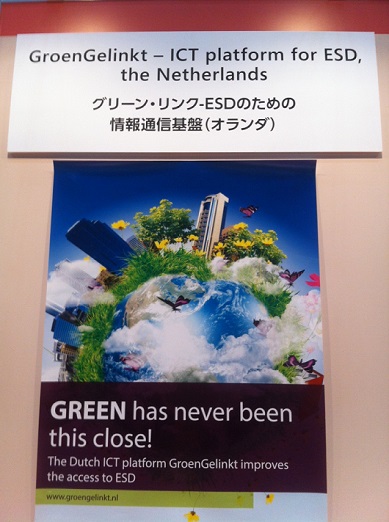 GroenGelinkt – ICT platform for ESD,
the Netherlands
グリーン・リンク-ESDのための
情報通信基盤(オランダ)
GREEN has never been
this close!
The Dutch ICT platform GroenGelinkt improves
the access to ESD
www.groengelinkt.nl